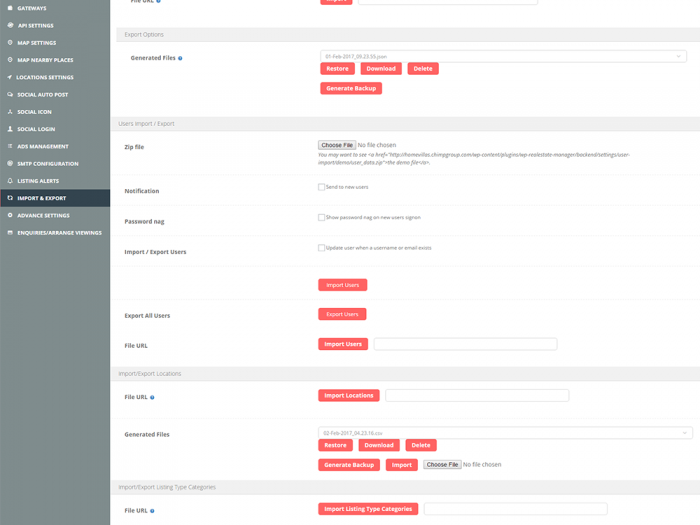 GATEWAYS
API SETTINGS
MAP SETTINGS
MAP NEARBY PLACES
LOCATIONS SETTINGS
SOCIAL AUTO POST
SOCIAL ICON
SOCIAL LOGIN
ADS MANAGEMENT
SMTP CONFIGURATION
LISTING ALERTS
IMPORT & EXPORT
ADVANCE SETTINGS
ENQUIRIES/ARRANGE VIEWINGS
File URL
Import
Export Options
Generated Files
01-Feb-2017_09.23.55.json
Restore Download Delete
Generate Backup
Users Import / Export
Zip file
Choose File No file chosen
You may want to see <a href="http://homevillas.chimpgroup.com/wp-content/plugins/wp-realestate-manager/backend/settings/user-
import/demo/user_data.zip">the demo file</a>.
Notification
Send to new users
Password nag
Show password nag on new users signon
Import / Export Users
Update user when a username or email exists
Import Users
Export All Users
Export Users
File URL
Import Users
Import/Export Locations
File URL
Import Locations
Generated Files
02-Feb-2017_04.23.16.csv
Restore Download Delete
Generate Backup Import Choose File No file chosen
Import/Export Listing Type Categories
File URL
Import Listing Type Categories